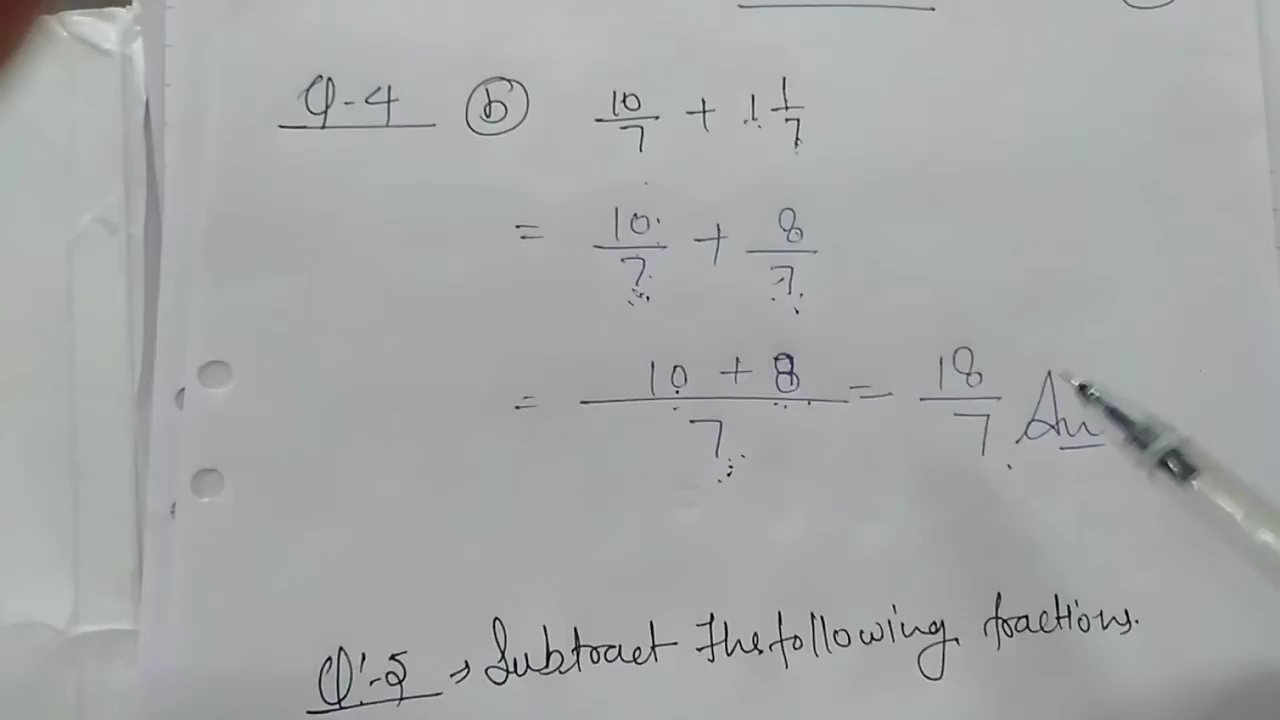 Q-4 (b) 10/7 + 1 1/7
= 10/7 + 8/7
= 10 + 8/7 = 18/7 An
Q-5 → Subtract the following fractions.